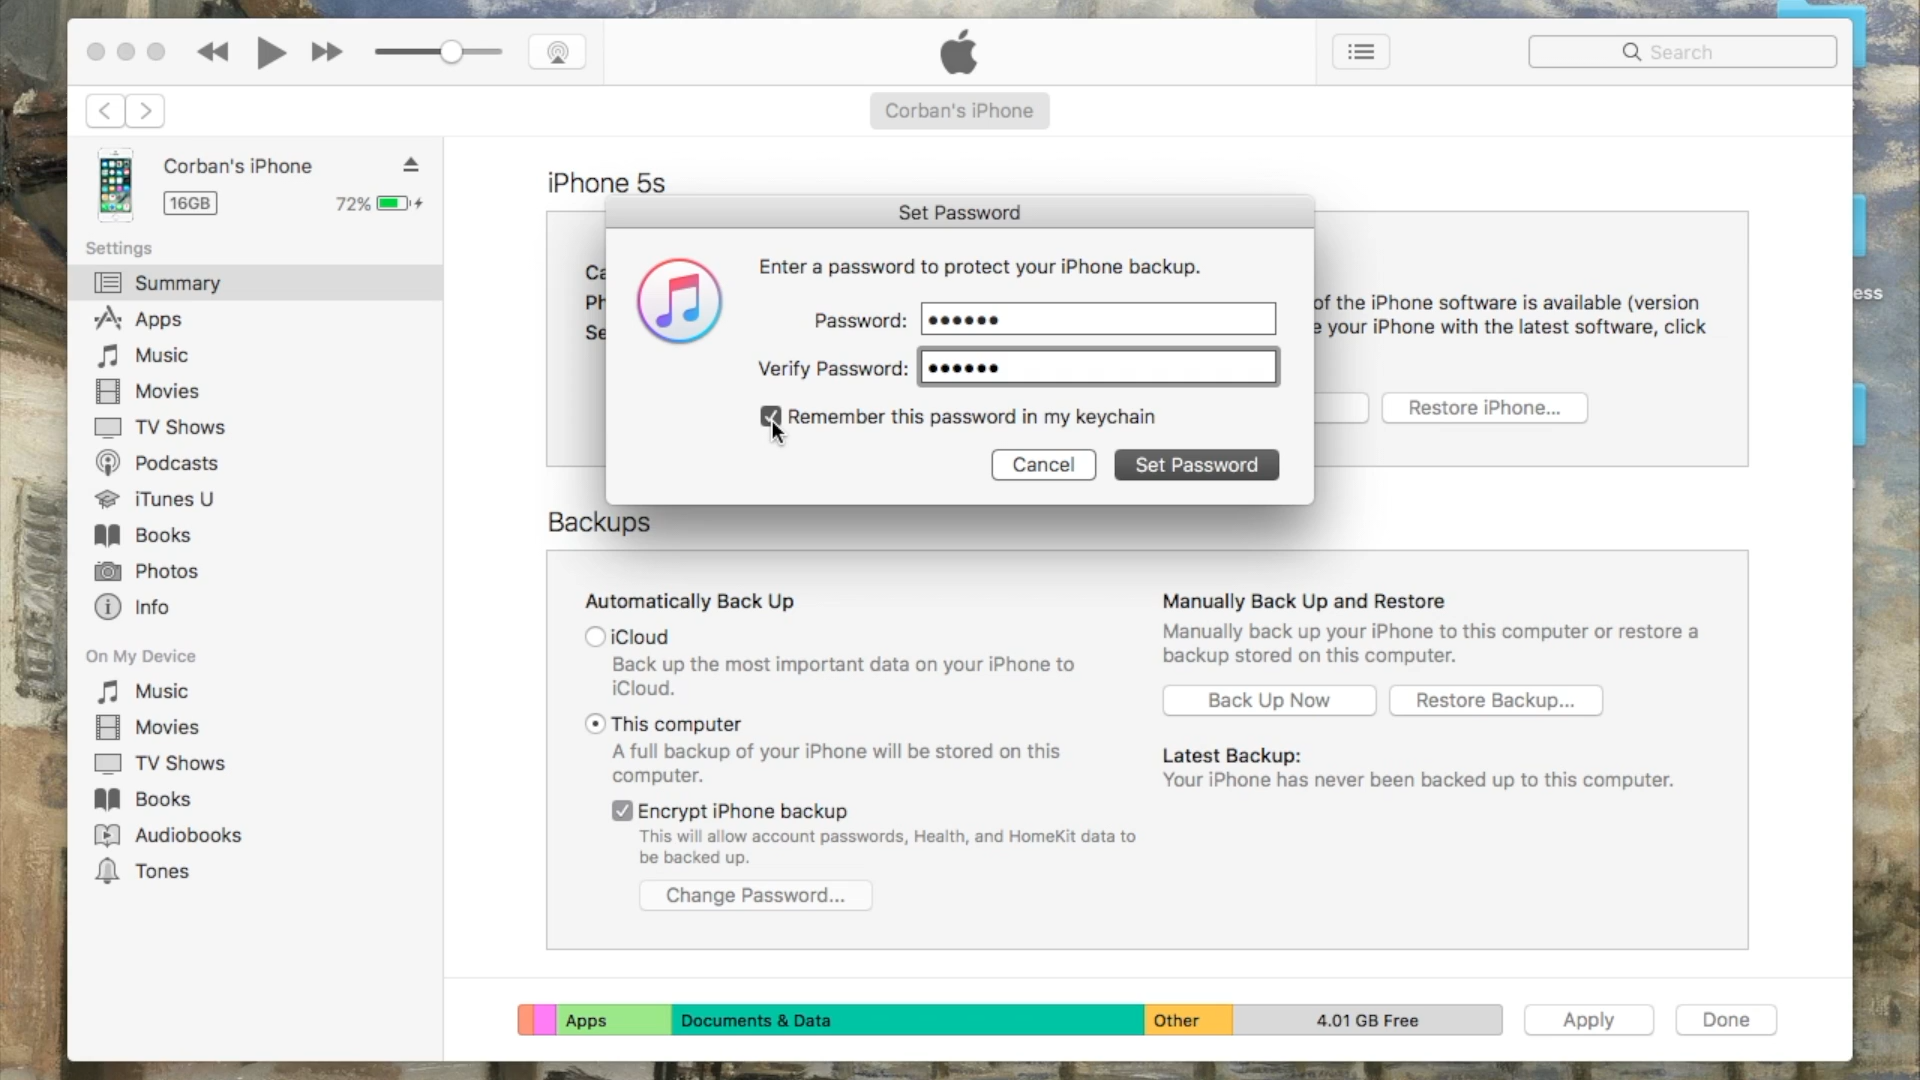 Search
Corban's iPhone
Corban's iPhone
16GB
72%
Settings
Summary
Apps
Music
Movies
TV Shows
Podcasts
iTunes U
Books
Photos
Info
On My Device
Music
Movies
TV Shows
Books
Audiobooks
Tones
iPhone 5s
Set Password
Enter a password to protect your iPhone backup.
Password: ••••••
Verify Password: ••••••
Remember this password in my keychain
Cancel
Set Password
Ca
Ph
Se
of the iPhone software is available (version
e your iPhone with the latest software, click
Restore iPhone...
ess
Backups
Automatically Back Up
iCloud
Back up the most important data on your iPhone to
iCloud.
This computer
A full backup of your iPhone will be stored on this
computer.
Encrypt iPhone backup
This will allow account passwords, Health, and HomeKit data to
be backed up.
Change Password...
Manually Back Up and Restore
Manually back up your iPhone to this computer or restore a
backup stored on this computer.
Back Up Now
Restore Backup...
Latest Backup:
Your iPhone has never been backed up to this computer.
Apps
Documents & Data
Other
4.01 GB Free
Apply
Done